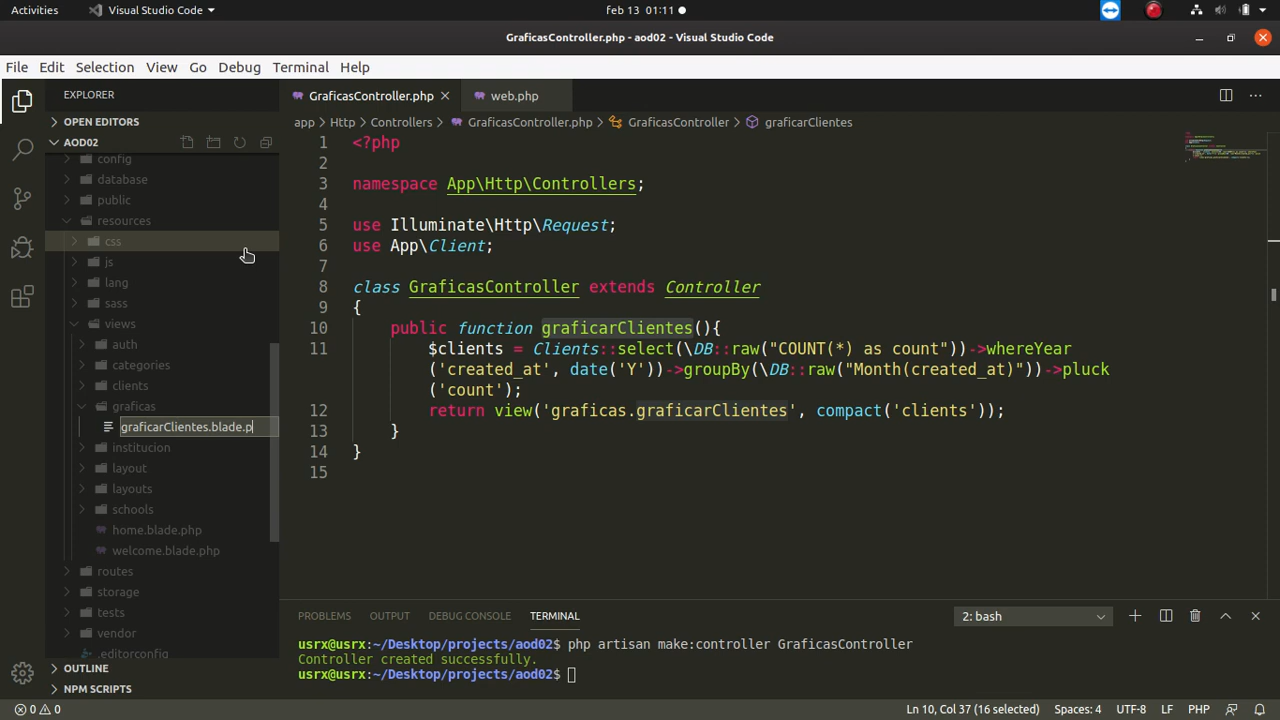 Activities
Visual Studio Code
feb 13 01:11
GraficasController.php - aod02 - Visual Studio Code
File Edit Selection View Go Debug Terminal Help
EXPLORER
OPEN EDITORS
AOD02
config
database
public
resources
css
js
lang
sass
views
auth
categories
clients
graficas
graficarClientes.blade.p
institucion
layout
layouts
schools
home.blade.php
welcome.blade.php
routes
storage
tests
vendor
.editorconfig
OUTLINE
NPM SCRIPTS
GraficasController.php
web.php
app > Http > Controllers > GraficasController.php > GraficasController > graficarClientes
1 <?php
2
3 namespace App\Http\Controllers;
4
5 use Illuminate\Http\Request;
6 use App\Client;
7
8 class GraficasController extends Controller
9 {
10 public function graficarClientes(){
11 $clients = Clients::select(\DB::raw("COUNT(*) as count"))->whereYear
('created_at', date('Y'))->groupBy(\DB::raw("Month(created_at)"))->pluck
('count');
12 return view('graficas.graficarClientes', compact('clients'));
13 }
14 }
15
PROBLEMS OUTPUT DEBUG CONSOLE TERMINAL
2: bash
usrx@usrx:~/Desktop/projects/aod02$ php artisan make:controller GraficasController
Controller created successfully.
usrx@usrx:~/Desktop/projects/aod02$
0 0
Ln 10, Col 37 (16 selected) Spaces: 4 UTF-8 LF PHP